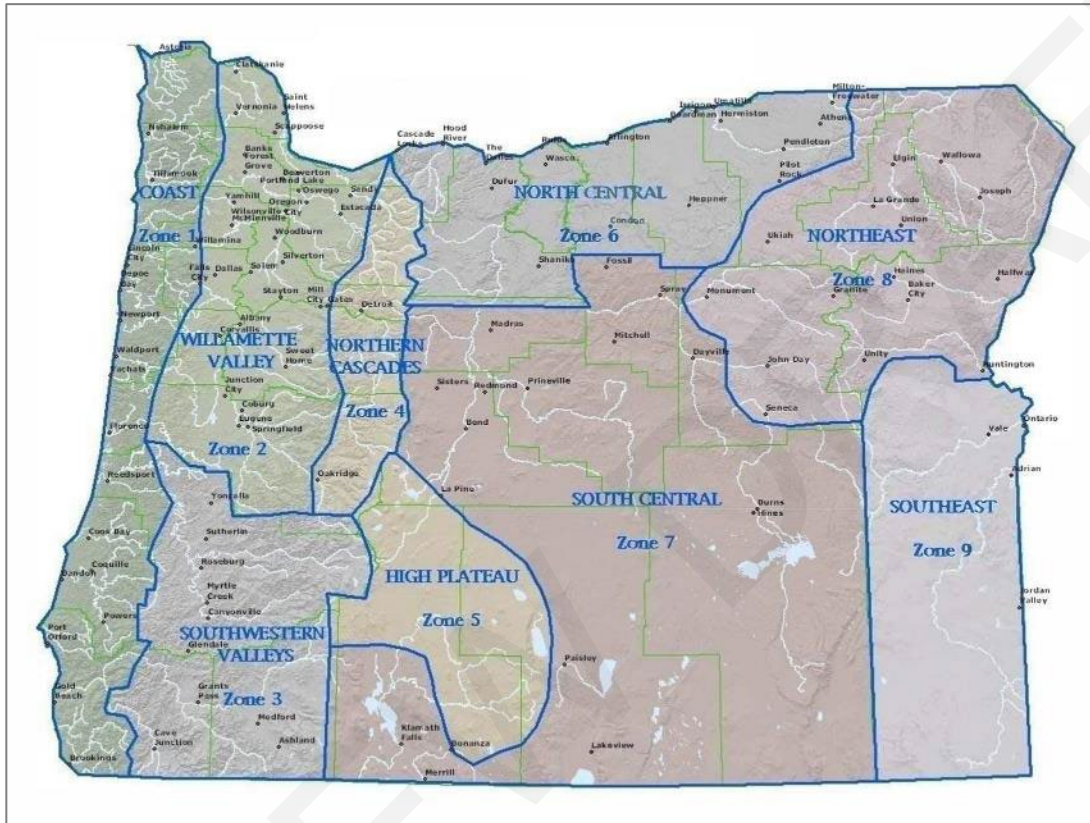 Astoria
Clatskanie
Vernonia
Saint
Helens
Scappoose
Nehalem
Banks
Forest
Grove
Beaverton
Tillamook
Portland
Lake
Oswego
Sandy
COAST
Yamhill
Oregon
City
Estacada
Wilsonville
McMinnville
Zone 1
Willamina
Woodburn
Lincoln
City
Silverton
Depoe
Bay
Falls
City
Dallas
Salem
Stayton
Mill
City
Gates
Detroit
Newport
Albany
Corvallis
WILLAMETTE
VALLEY
Sweet
Home
NORTHERN
CASCADES
Waldport
Yachats
Junction
City
Coburg
Zone 4
Eugene
Springfield
Florence
Zone 2
Oakridge
Reedsport
Yoncalla
Sutherlin
Coos Bay
Coquille
Roseburg
Bandon
Myrtle
Creek
Canyonville
Powers
Port
Orford
SOUTHWESTERN
VALLEYS
Glendale
Gold
Beach
Grants
Pass
Zone 3
Medford
Cave
Junction
Ashland
Brookings
Cascade
Locks
Hood
River
The
Dalles
Rufus
Wasco
Arlington
Boardman
Irrigon
Umatilla
Hermiston
Milton-
Freewater
Athena
Pendleton
Pilot
Rock
Dufur
NORTH CENTRAL
Heppner
Condon
Zone 6
Shaniko
Fossil
Elgin
Wallowa
Joseph
La Grande
Union
Ukiah
NORTHEAST
Zone 8
Haines
Halfway
Baker
City
Granite
Spray
Monument
Madras
Mitchell
Dayville
John Day
Unity
Huntington
Sisters
Redmond
Prineville
Seneca
Bend
Ontario
Vale
Adrian
La Pine
SOUTH CENTRAL
Burns
Hines
SOUTHEAST
Zone 7
Zone 9
HIGH PLATEAU
Zone 5
Jordan
Valley
Paisley
Klamath
Falls
Bonanza
Lakeview
Merrill